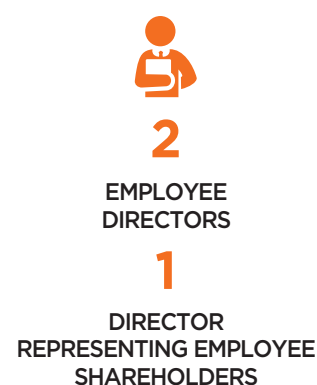 2
EMPLOYEE
DIRECTORS
1
DIRECTOR
REPRESENTING EMPLOYEE
SHAREHOLDERS